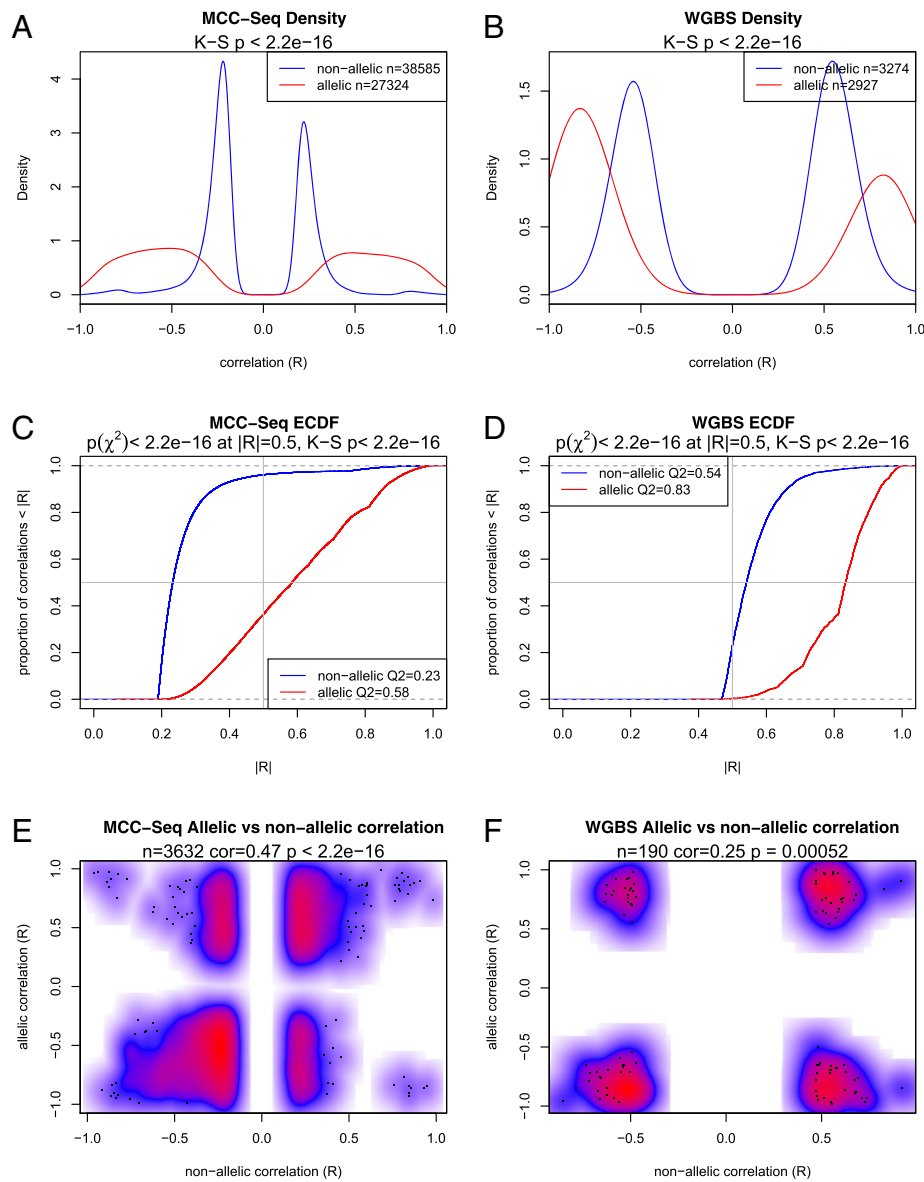 A
MCC−Seq Density
K−S p < 2.2e−16
non−allelic n=38585
allelic n=27324
Density
0
1
2
3
4
−1.0
−0.5
0.0
0.5
1.0
correlation (R)
B
WGBS Density
K−S p < 2.2e−16
non−allelic n=3274
allelic n=2927
Density
0.0
0.5
1.0
1.5
−1.0
−0.5
0.0
0.5
1.0
correlation (R)
C
MCC−Seq ECDF
p(χ²)< 2.2e−16 at |R|=0.5, K−S p< 2.2e−16
proportion of correlations < |R|
0.0
0.2
0.4
0.6
0.8
1.0
non−allelic Q2=0.23
allelic Q2=0.58
0.0
0.2
0.4
0.6
0.8
1.0
|R|
D
WGBS ECDF
p(χ²)< 2.2e−16 at |R|=0.5, K−S p< 2.2e−16
non−allelic Q2=0.54
allelic Q2=0.83
proportion of correlations < |R|
0.0
0.2
0.4
0.6
0.8
1.0
0.0
0.2
0.4
0.6
0.8
1.0
|R|
E
MCC−Seq Allelic vs non−allelic correlation
n=3632 cor=0.47 p < 2.2e−16
allelic correlation (R)
−1.0
−0.5
0.0
0.5
1.0
−1.0
−0.5
0.0
0.5
1.0
non−allelic correlation (R)
F
WGBS Allelic vs non−allelic correlation
n=190 cor=0.25 p = 0.00052
allelic correlation (R)
−1.0
−0.5
0.0
0.5
1.0
−0.5
0.0
0.5
non−allelic correlation (R)